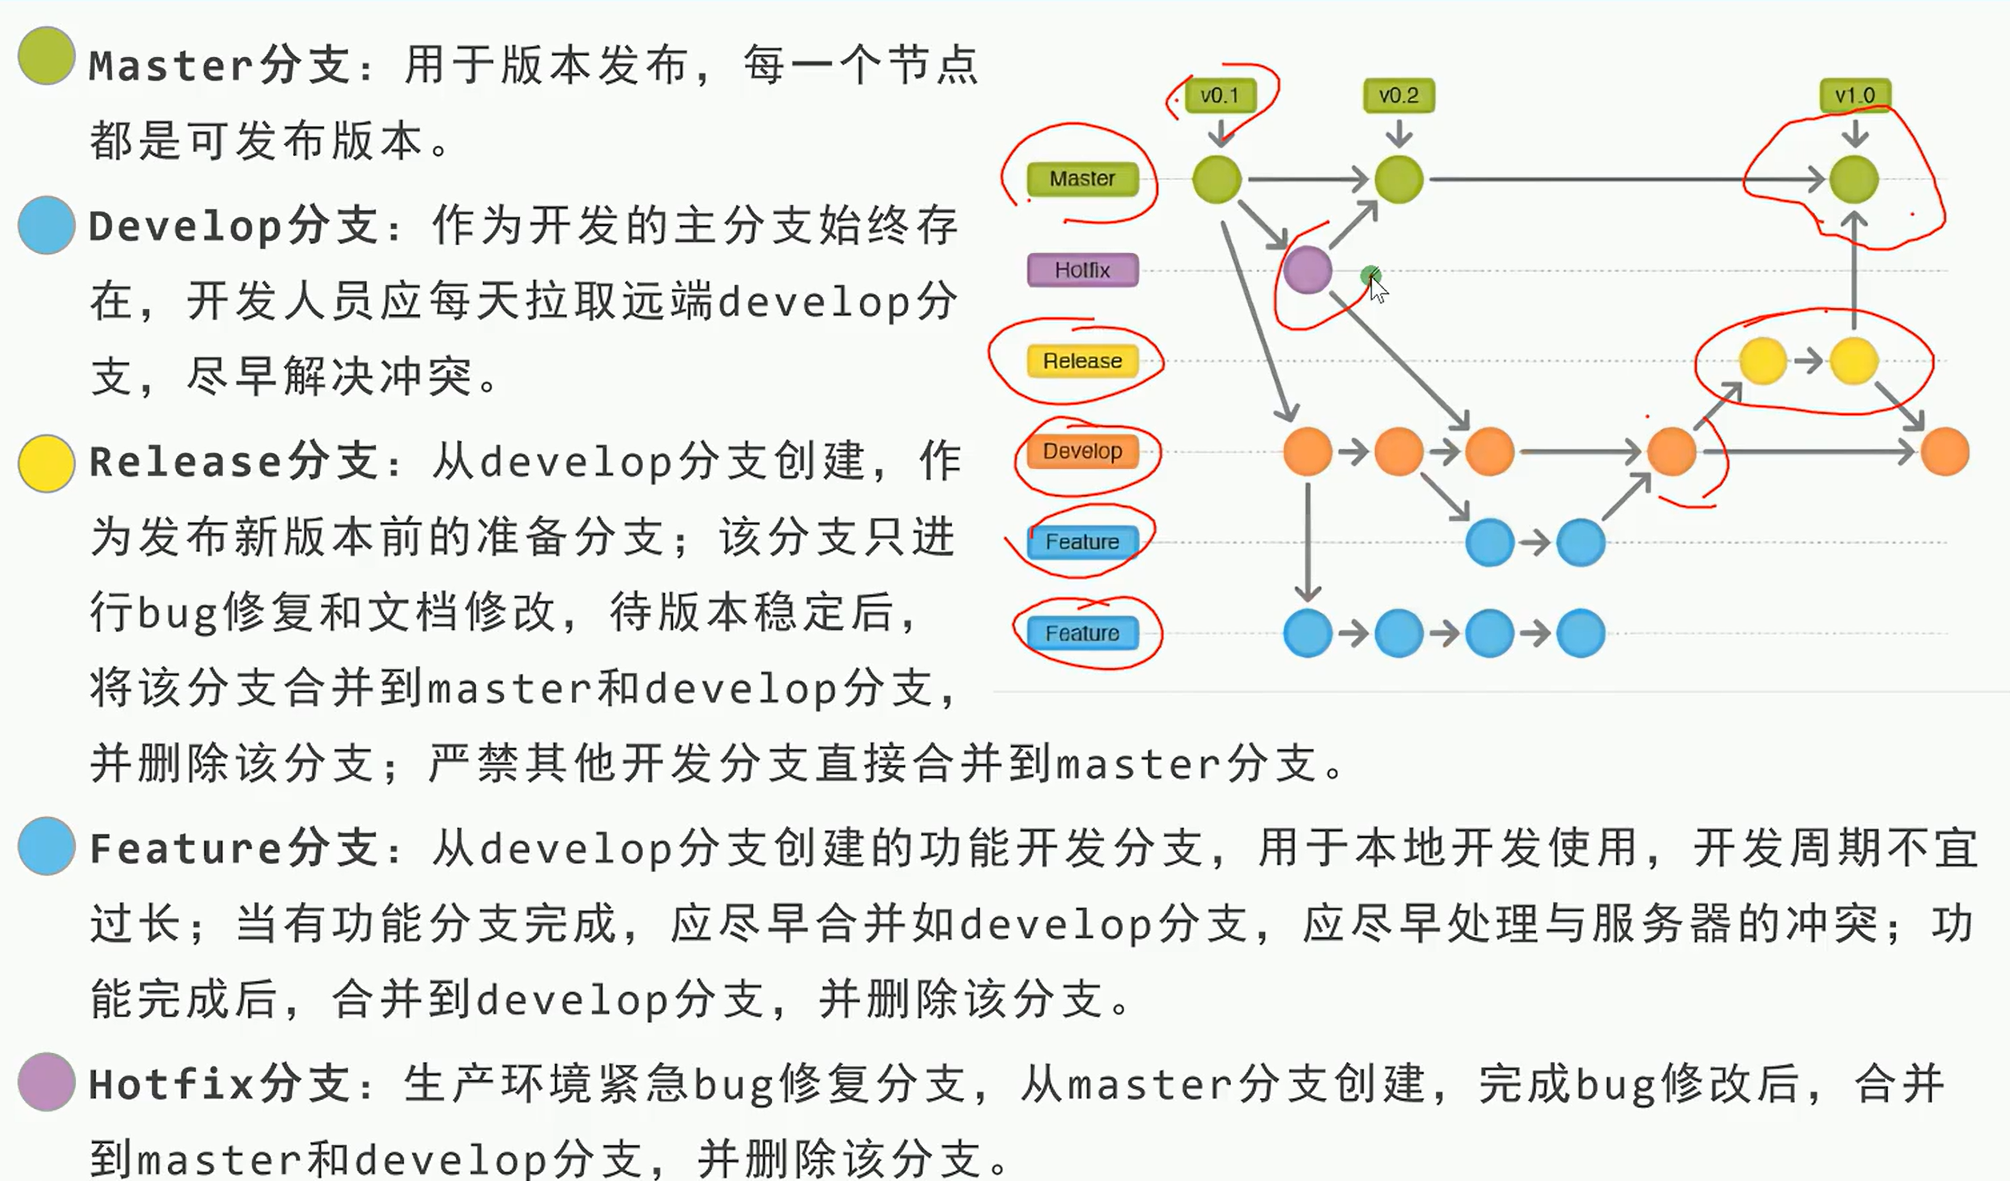 Master分支：用于版本发布，每一个节点
都是可发布版本。
Develop分支：作为开发的主分支始终存
在，开发人员应每天拉取远端develop分
支，尽早解决冲突。
Release分支：从develop分支创建，作
为发布新版本前的准备分支；该分支只进
行bug修复和文档修改，待版本稳定后，
将该分支合并到master和develop分支，
并删除该分支；严禁其他开发分支直接合并到master分支。
Feature分支：从develop分支创建的功能开发分支，用于本地开发使用，开发周期不宜
过长；当有功能分支完成，应尽早合并如develop分支，应尽早处理与服务器的冲突；功
能完成后，合并到develop分支，并删除该分支。
Hotfix分支：生产环境紧急bug修复分支，从master分支创建，完成bug修改后，合并
到master和develop分支，并删除该分支。
v0.1 v0.2 v1.0
Master
Hotfix
Release
Develop
Feature
Feature